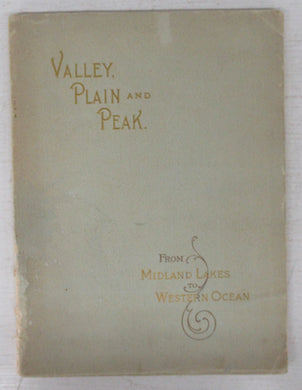 VALLEY,
PLAIN AND
PEAK.
FROM
MIDLAND LAKES
TO
WESTERN OCEAN